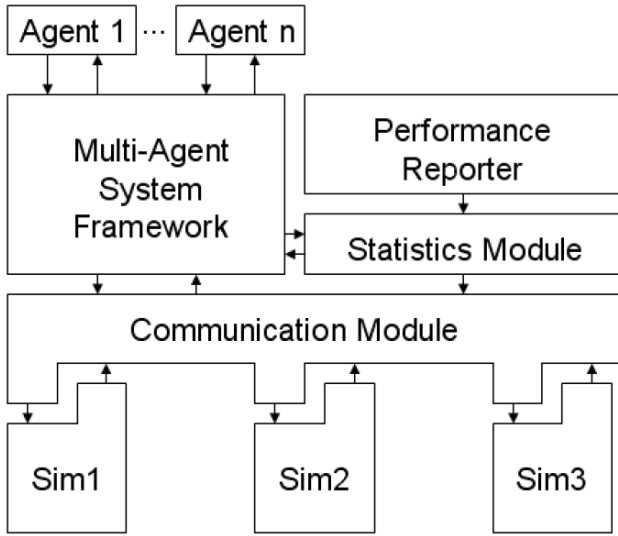 Agent 1 ... Agent n
Multi-Agent
System
Framework
Performance
Reporter
Statistics Module
Communication Module
Sim1
Sim2
Sim3